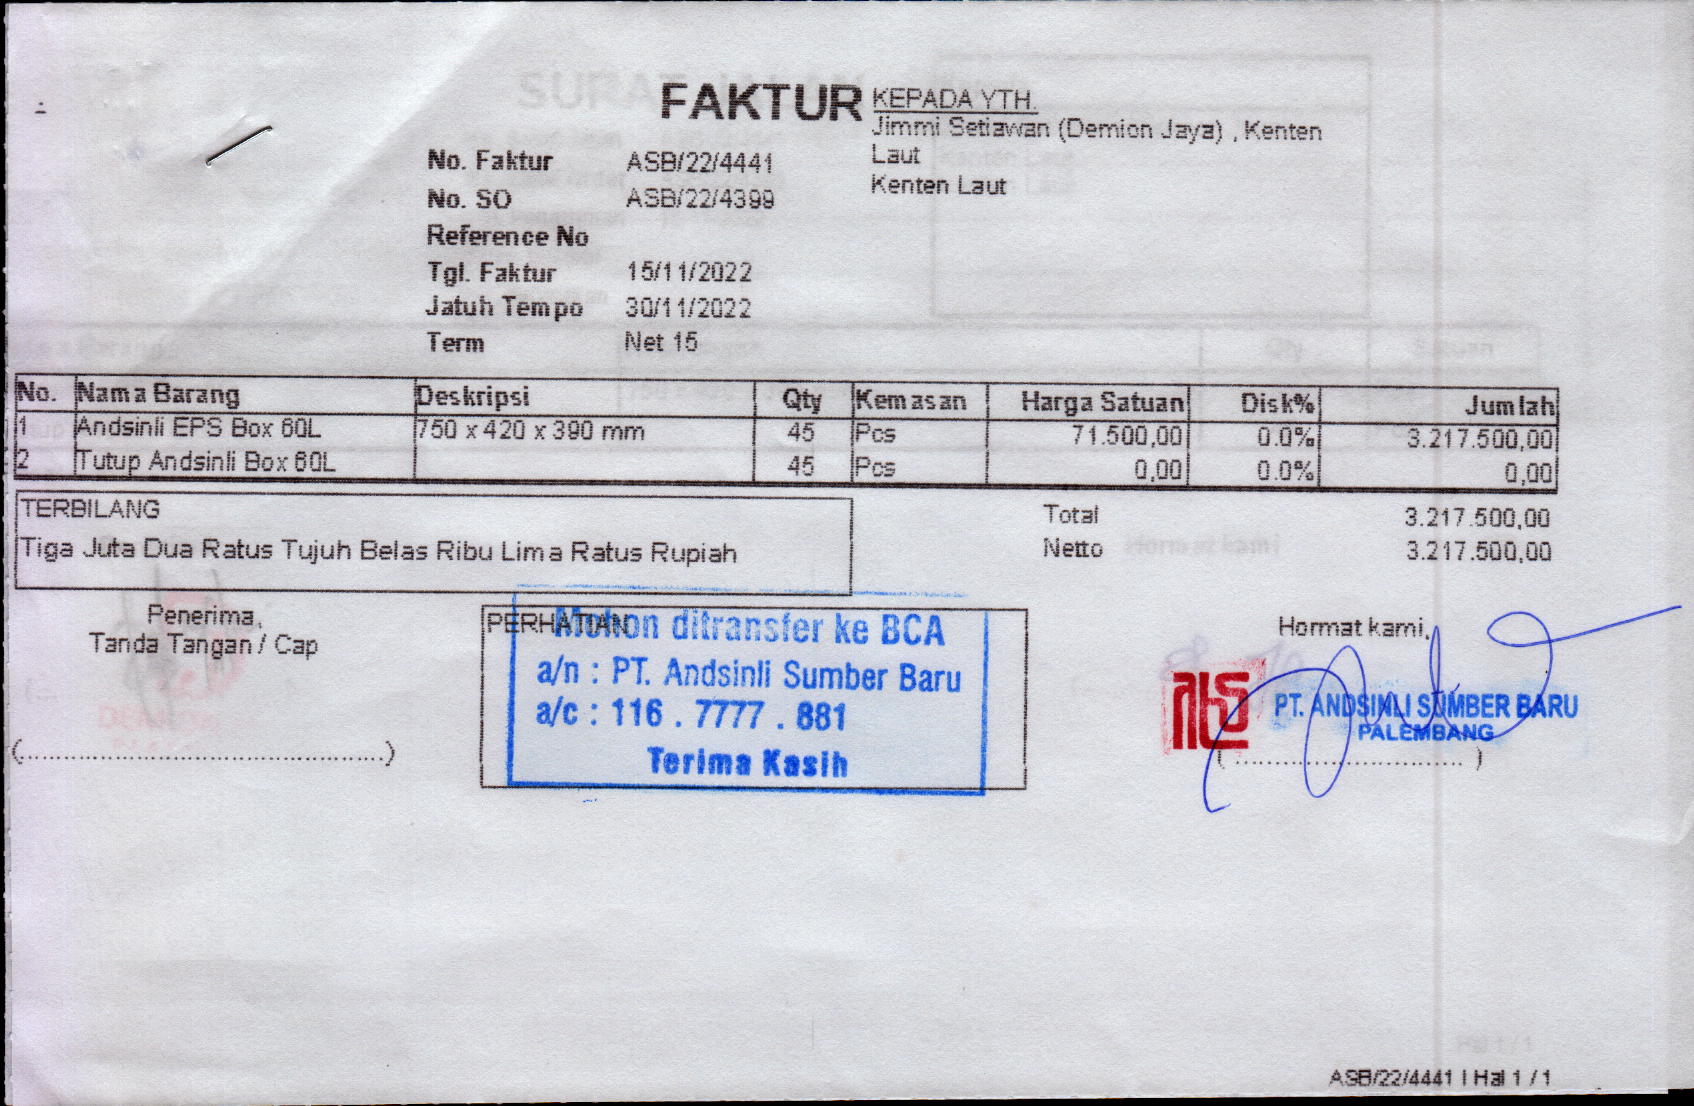 FAKTUR
KEPADA YTH.
Jimmi Setiawan (Demion Jaya) , Kenten
Laut
Kenten Laut
No. Faktur ASB/22/4441
No. SO ASB/22/4399
Reference No
Tgl. Faktur 15/11/2022
Jatuh Tempo 30/11/2022
Term Net 15
No. Nama Barang Deskripsi Qty Kemasan Harga Satuan Disk% Jumlah
1 Andsinli EPS Box 60L 750 x 420 x 390 mm 45 Pcs 71.500,00 0.0% 3.217.500,00
2 Tutup Andsinli Box 60L 45 Pcs 0,00 0.0% 0,00
TERBILANG
Tiga Juta Dua Ratus Tujuh Belas Ribu Lima Ratus Rupiah
Total 3.217.500,00
Netto 3.217.500,00
Penerima,
Tanda Tangan / Cap
(................................................)
PERHATIAN
Mohon ditransfer ke BCA
a/n : PT. Andsinli Sumber Baru
a/c : 116 . 7777 . 881
Terima Kasih
Hormat kami,
PT. ANDSINLI SUMBER BARU
PALEMBANG
( .............................. )
ASB/22/4441 | Hal 1 / 1